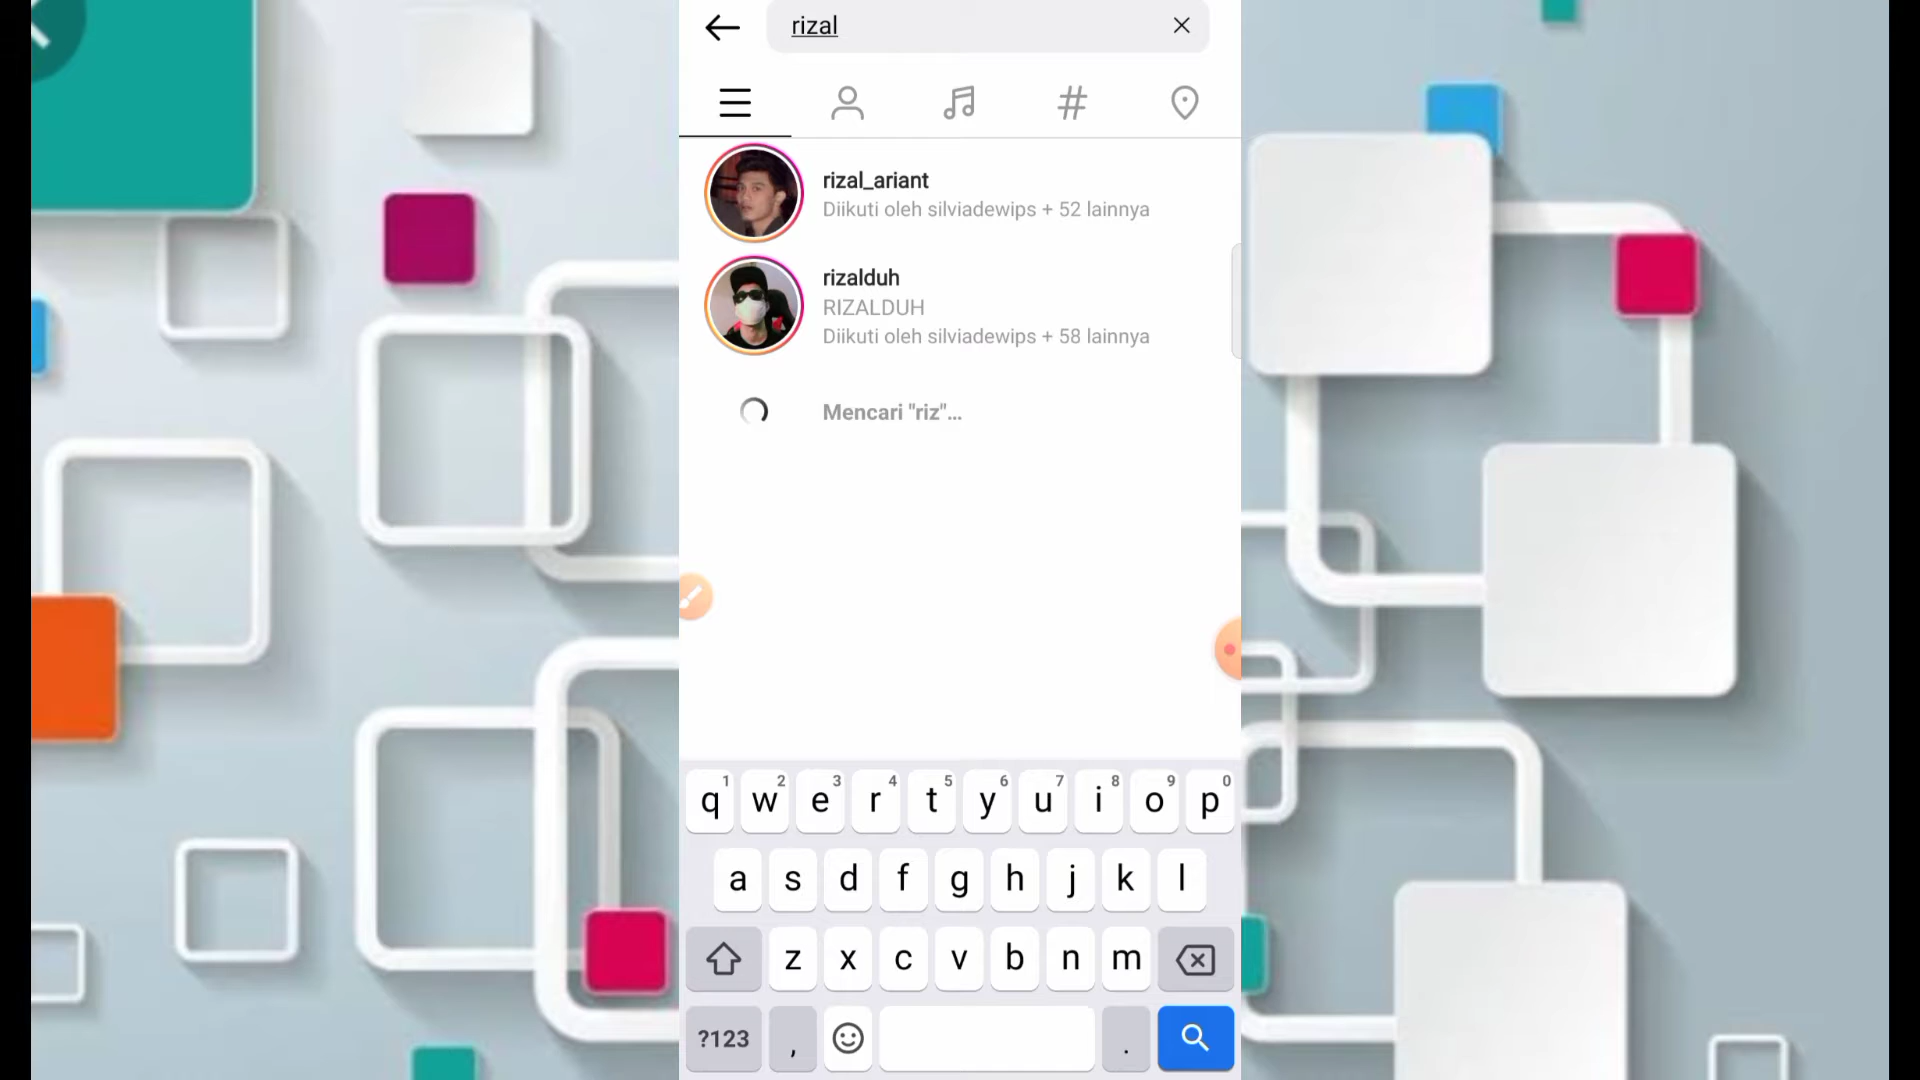 rizal
#
rizal_ariant
Diikuti oleh silviadewips + 52 lainnya
rizalduh
RIZALDUH
Diikuti oleh silviadewips + 58 lainnya
Mencari "riz"...
1 2 3 4 5 6 7 8 9 0
q w e r t y u i o p
a s d f g h j k l
z x c v b n m
?123 , .